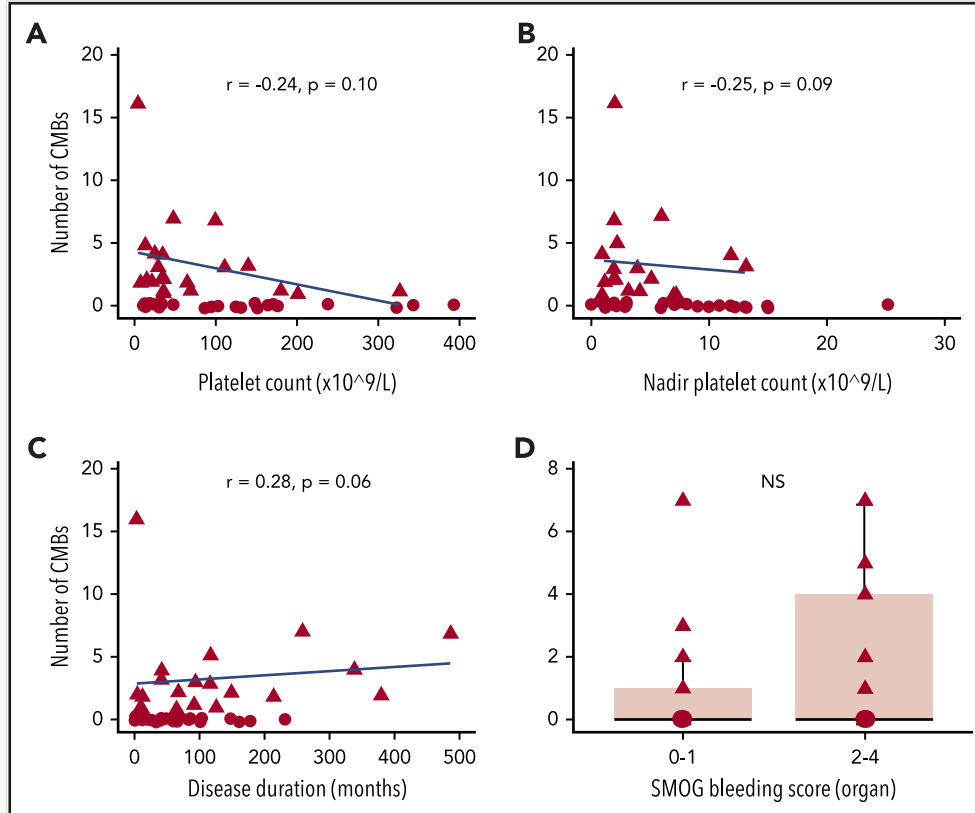 A
r = -0.24, p = 0.10
Number of CMBs
20
15
10
5
0
0 100 200 300 400
Platelet count (x10^9/L)
B
r = -0.25, p = 0.09
20
15
10
5
0
0 10 20 30
Nadir platelet count (x10^9/L)
C
r = 0.28, p = 0.06
Number of CMBs
20
15
10
5
0
0 100 200 300 400 500
Disease duration (months)
D
NS
8
6
4
2
0
0-1 2-4
SMOG bleeding score (organ)